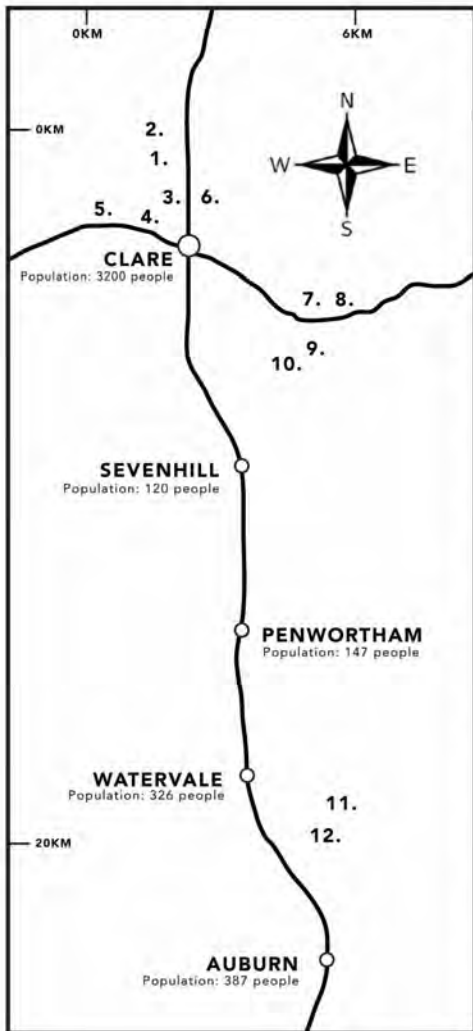 0KM
6KM
N
0KM
2.
1.
W
E
3.
6.
S
5.
4.
CLARE
Population: 3200 people
7.
8.
9.
10.
SEVENHILL
Population: 120 people
PENWORTHAM
Population: 147 people
WATERVALE
Population: 326 people
11.
12.
20KM
AUBURN
Population: 387 people